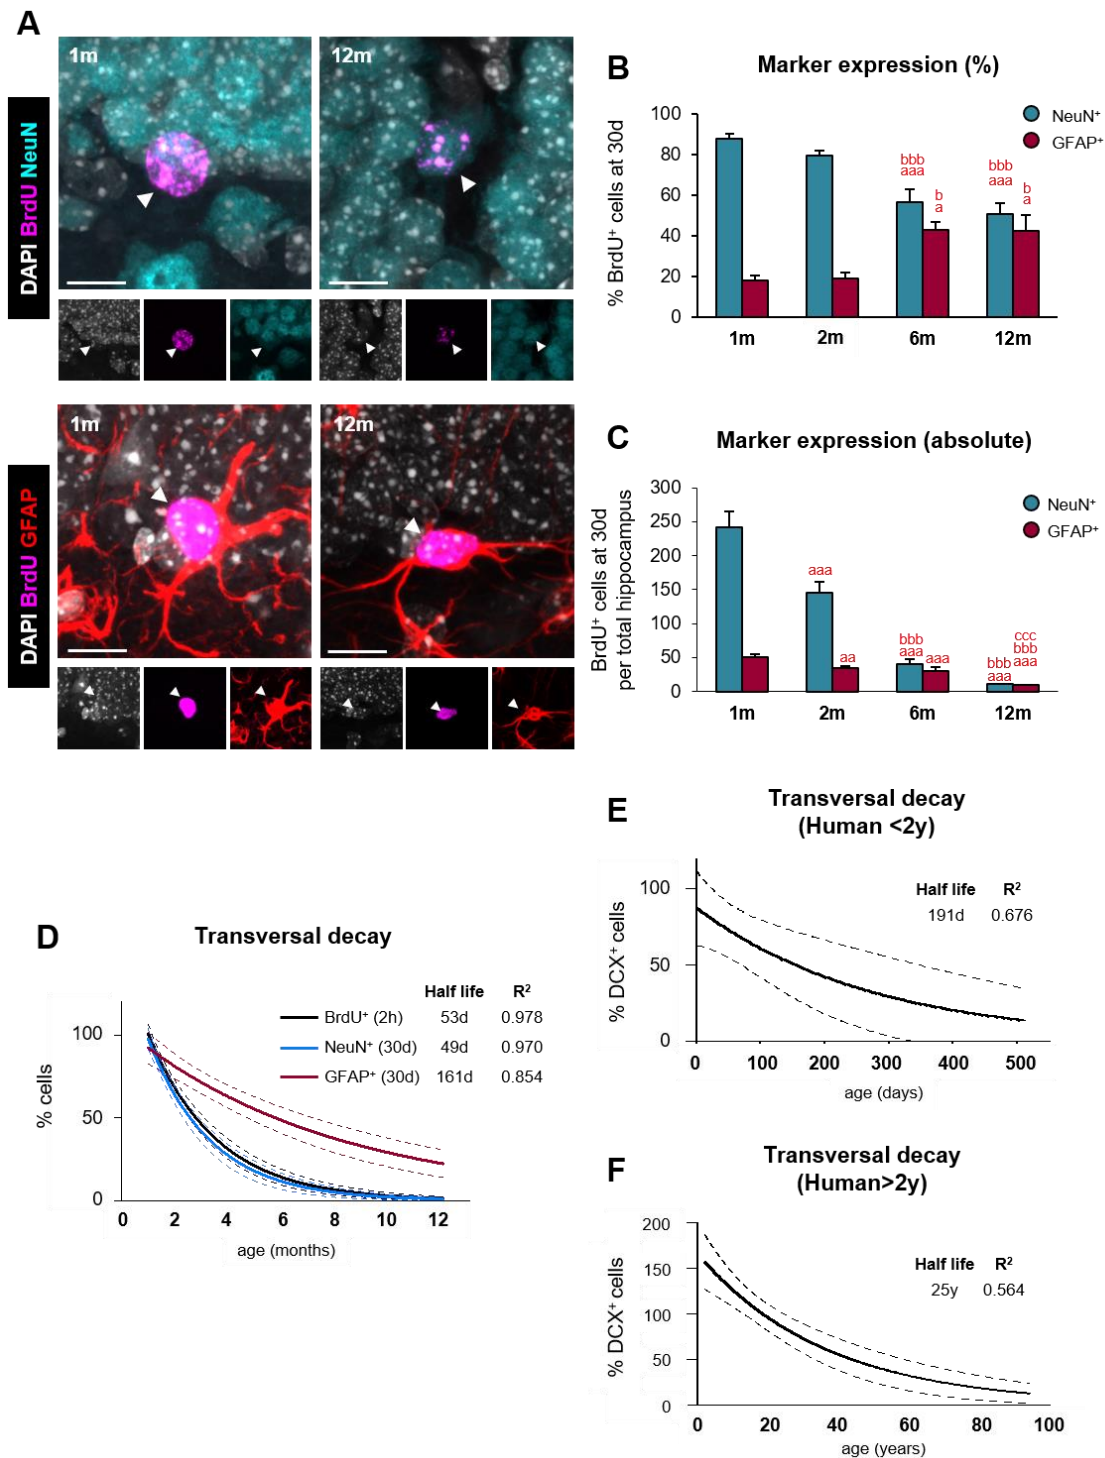 A
1m
12m
DAPI BrdU NeuN
1m
12m
DAPI BrdU GFAP
B
Marker expression (%)
NeuN⁺
GFAP⁺
% BrdU⁺ cells at 30d
100
80
60
40
20
0
bbb
aaa
b
a
bbb
aaa
b
a
1m
2m
6m
12m
C
Marker expression (absolute)
NeuN⁺
GFAP⁺
BrdU⁺ cells at 30d
per total hippocampus
300
250
200
150
100
50
0
aaa
aa
bbb
aaa
aaa
bbb
aaa
ccc
bbb
aaa
1m
2m
6m
12m
D
Transversal decay
Half life R²
BrdU⁺ (2h) 53d 0.978
NeuN⁺ (30d) 49d 0.970
GFAP⁺ (30d) 161d 0.854
% cells
100
50
0
0 2 4 6 8 10 12
age (months)
E
Transversal decay
(Human <2y)
Half life R²
191d 0.676
% DCX⁺ cells
100
50
0
0 100 200 300 400 500
age (days)
F
Transversal decay
(Human>2y)
Half life R²
25y 0.564
% DCX⁺ cells
200
150
100
50
0
0 20 40 60 80 100
age (years)